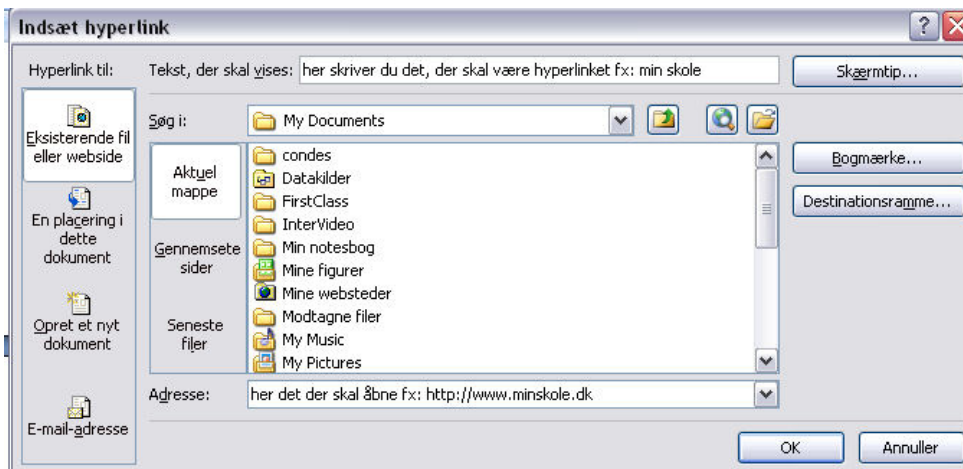 Indsæt hyperlink
Hyperlink til:
Tekst, der skal vises: her skriver du det, der skal være hyperlinket fx: min skole
Skærmtip...
Eksisterende fil
eller webside
En placering i
dette
dokument
Opret et nyt
dokument
E-mail-adresse
Søg i:
My Documents
Aktuel
mappe
Gennemsete
sider
Seneste
filer
condes
Datakilder
FirstClass
InterVideo
Min notesbog
Mine figurer
Mine websteder
Modtagne filer
My Music
My Pictures
Bogmærke...
Destinationsramme...
Adresse: her det der skal åbne fx: http://www.minskole.dk
OK
Annuller